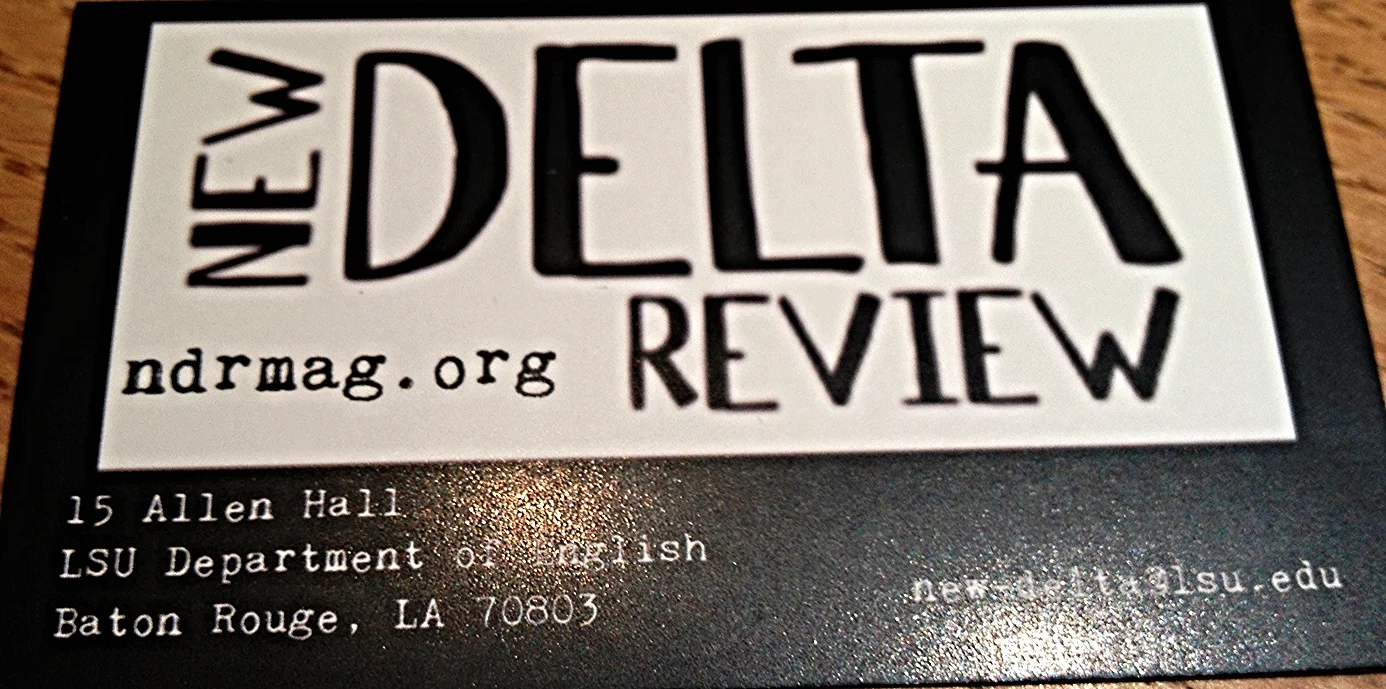 NEW DELTA
REVIEW
ndrmag.org
15 Allen Hall
LSU Department of English
Baton Rouge, LA 70803
new-delta@lsu.edu